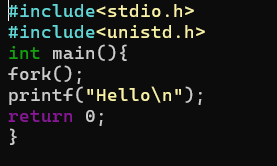 #include<stdio.h>
#include<unistd.h>
int main(){
fork();
printf("Hello\n");
return 0;
}